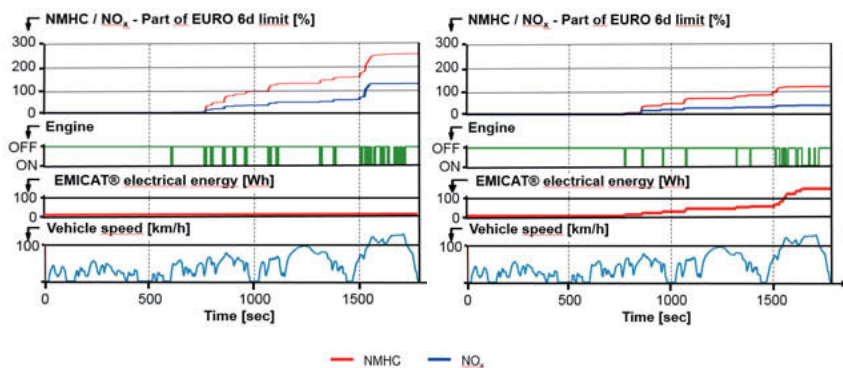 NMHC / NOx - Part of EURO 6d limit [%]
300
200
100
0
Engine
OFF
ON
EMICAT® electrical energy [Wh]
100
0
Vehicle speed [km/h]
100
0
500
1000
1500
Time [sec]
NMHC / NOx - Part of EURO 6d limit [%]
300
200
100
0
Engine
OFF
ON
EMICAT® electrical energy [Wh]
100
0
Vehicle speed [km/h]
100
0
500
1000
1500
Time [sec]
NMHC
NOx